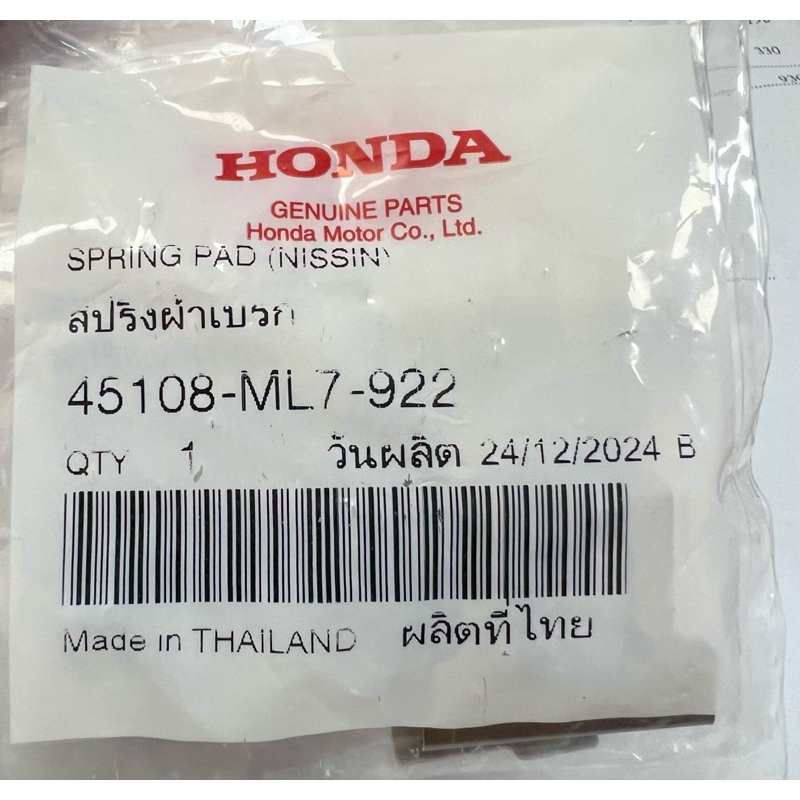 HONDA
GENUINE PARTS
Honda Motor Co., Ltd.
SPRING PAD (NISSIN)
สปริงผ้าเบรก
45108-ML7-922
QTY 1 วันผลิต 24/12/2024 B
Made in THAILAND ผลิตที่ไทย
330